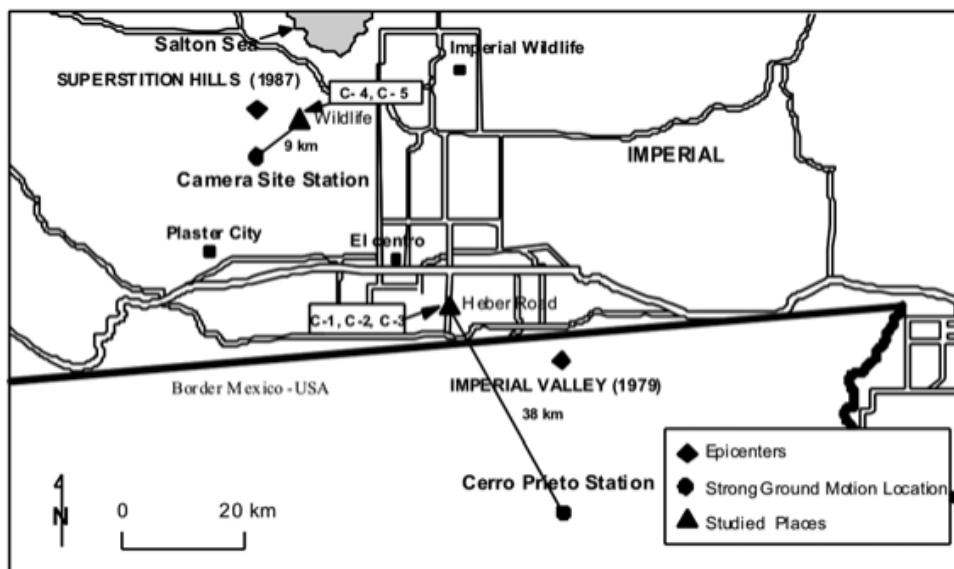 Salton Sea
Imperial Wildlife
SUPERSTITION HILLS (1987)
C- 4, C - 5
Wildlife
9 km
IMPERIAL
Camera Site Station
Plaster City
El centro
C-1, C-2, C-3
Heber Road
Border Mexico - USA
IMPERIAL VALLEY (1979)
38 km
Cerro Prieto Station
4
N
0 20 km
Epicenters
Strong Ground Motion Location
Studied Places